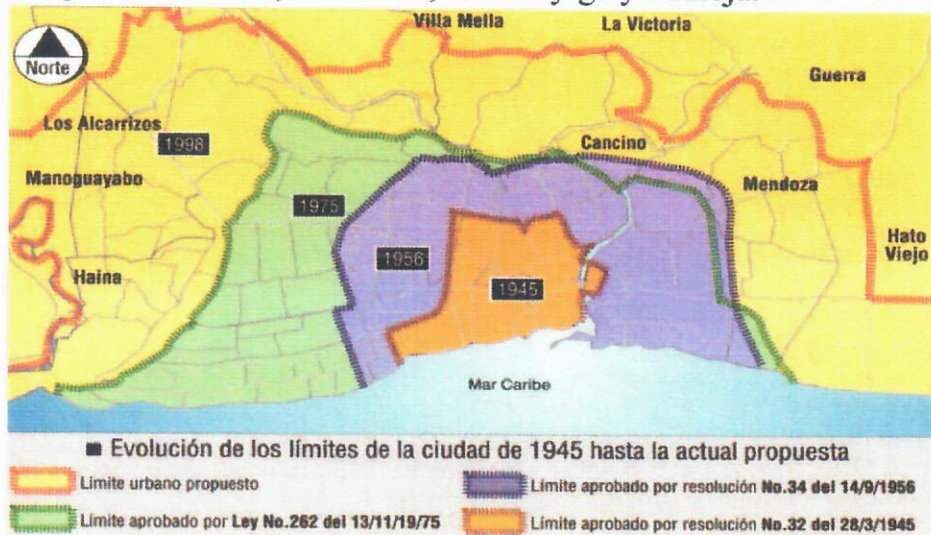 Villa Mella
La Victoria
Norte
Guerra
Los Alcarrizos
1998
Cancino
Manoguayabo
1975
Mendoza
1956
Hato
Viejo
Haina
1945
Mar Caribe
■ Evolución de los límites de la ciudad de 1945 hasta la actual propuesta
Límite urbano propuesto
Límite aprobado por resolución No.34 del 14/9/1956
Límite aprobado por Ley No.262 del 13/11/19/75
Límite aprobado por resolución No.32 del 28/3/1945